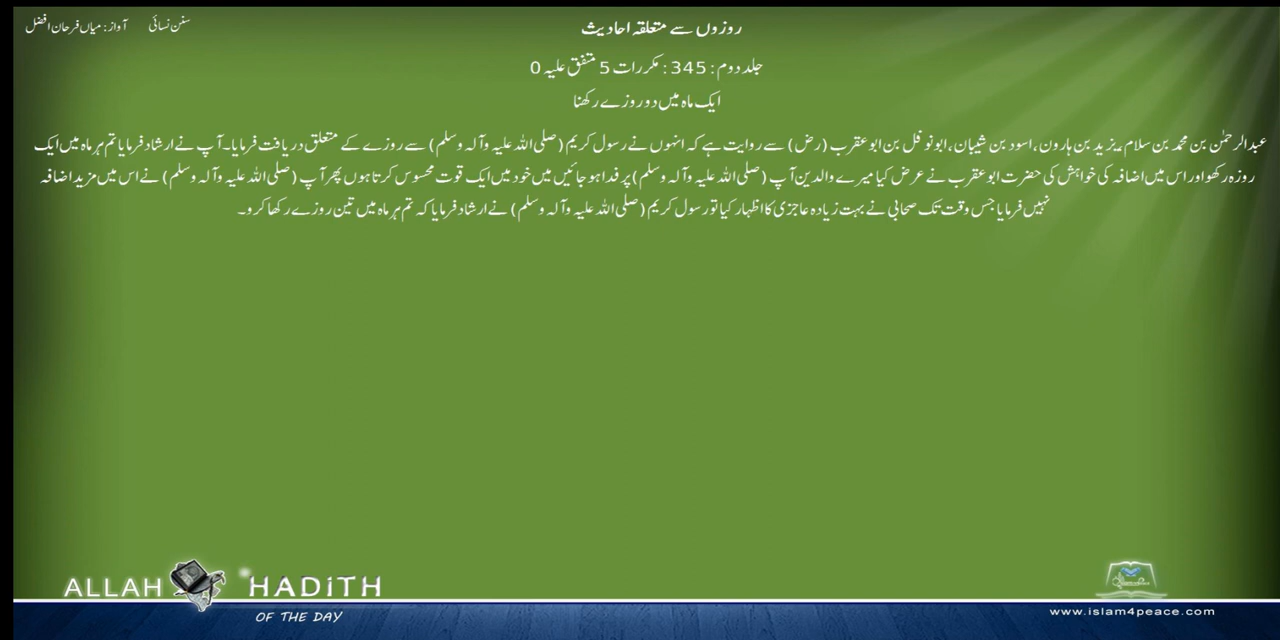 روزوں سے متعلقہ احادیث
سنن نسائی    آواز: میاں فرحان افضل
جلد دوم : 345 : مکررات 5 متفق علیہ 0
ایک ماہ میں دو روزے رکھنا
عبدالرحمٰن بن محمد بن سلام، یزید بن ہارون، اسود بن شیبان، ابونوفل بن ابوعقرب (رض) سے روایت ہے کہ انہوں نے رسول کریم (صلی اللہ علیہ وآلہ وسلم) سے روزے کے متعلق دریافت فرمایا۔ آپ نے ارشاد فرمایا تم ہر ماہ میں ایک
روزہ رکھو اور اس میں اضافہ کی خواہش کی حضرت ابوعقرب نے عرض کیا میرے والدین آپ (صلی اللہ علیہ وآلہ وسلم) پر فدا ہو جائیں میں خود میں ایک قوت محسوس کرتا ہوں پھر آپ (صلی اللہ علیہ وآلہ وسلم) نے اس میں مزید اضافہ
نہیں فرمایا جس وقت تک صحابی نے بہت زیادہ عاجزی کا اظہار کیا تو رسول کریم (صلی اللہ علیہ وآلہ وسلم) نے ارشاد فرمایا کہ تم ہر ماہ میں تین روزے رکھا کرو۔
ALLAH HADITH
OF THE DAY
www.islam4peace.com